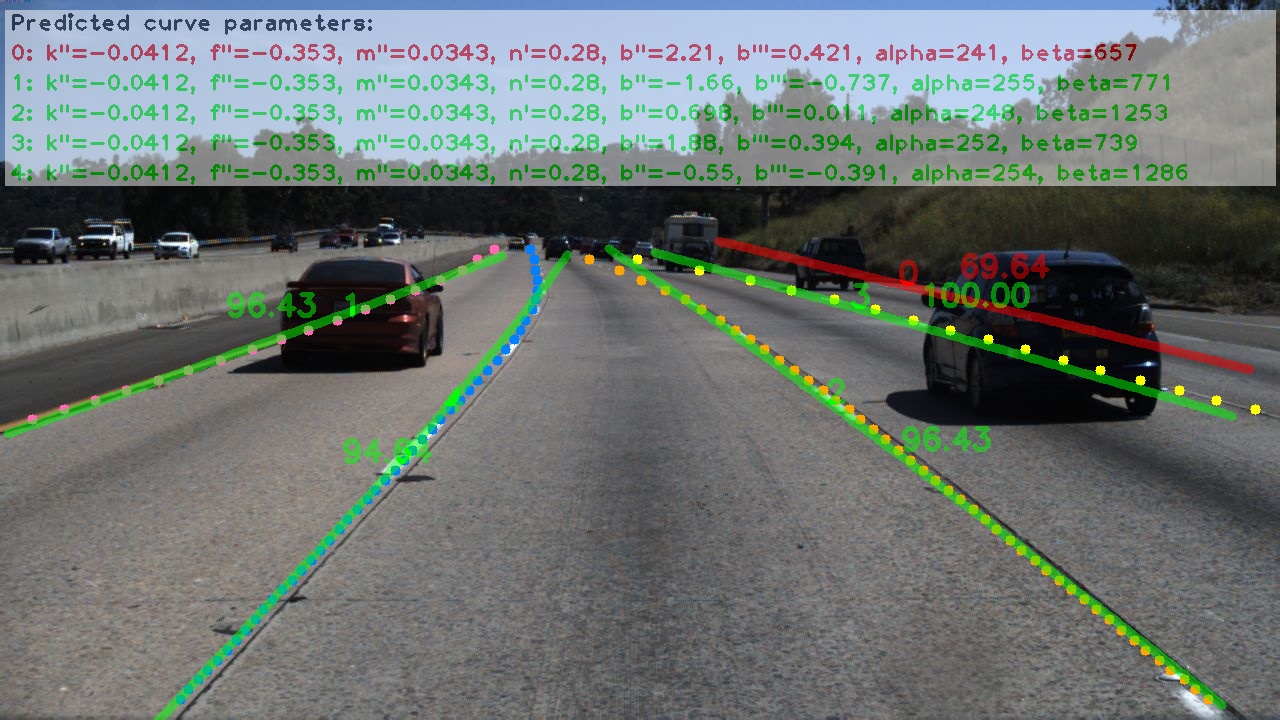 Predicted curve parameters:
0: k''=-0.0412, f''=-0.353, m''=0.0343, n'=0.28, b''=2.21, b'''=0.421, alpha=241, beta=657
1: k''=-0.0412, f''=-0.353, m''=0.0343, n'=0.28, b''=-1.66, b'''=-0.737, alpha=255, beta=771
2: k''=-0.0412, f''=-0.353, m''=0.0343, n'=0.28, b''=0.698, b'''=0.011, alpha=248, beta=1253
3: k''=-0.0412, f''=-0.353, m''=0.0343, n'=0.28, b''=1.88, b'''=0.394, alpha=252, beta=739
4: k''=-0.0412, f''=-0.353, m''=0.0343, n'=0.28, b''=-0.55, b'''=-0.391, alpha=254, beta=1286
0 69.64
96.43 1
3 100.00
2
96.43